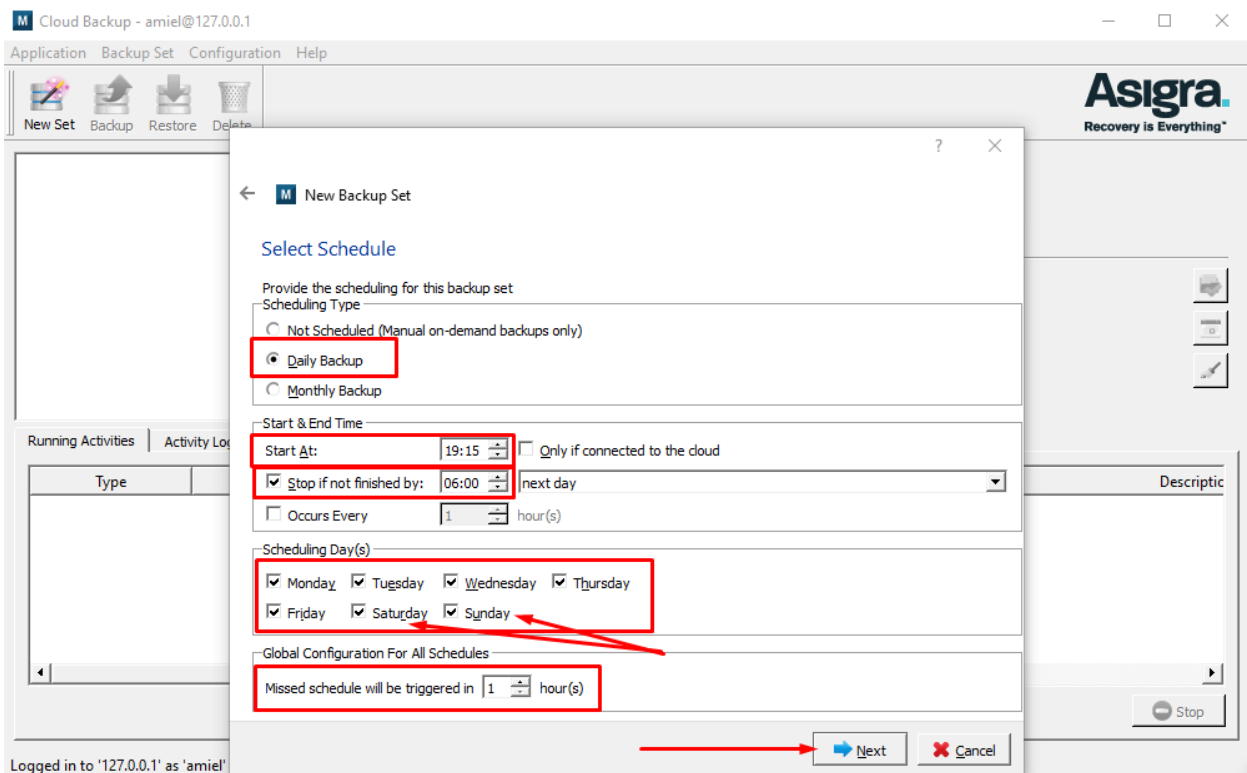 M Cloud Backup - amiel@127.0.0.1
Application Backup Set Configuration Help
New Set Backup Restore Delete
Asigra.
Recovery is Everything™
? 
M New Backup Set
Select Schedule
Provide the scheduling for this backup set
Scheduling Type
Not Scheduled (Manual on-demand backups only)
Daily Backup
Monthly Backup
Start & End Time
Start At: 19:15 Only if connected to the cloud
Stop if not finished by: 06:00 next day
Occurs Every 1 hour(s)
Scheduling Day(s)
Monday Tuesday Wednesday Thursday
Friday Saturday Sunday
Global Configuration For All Schedules
Missed schedule will be triggered in 1 hour(s)
Next Cancel
Running Activities Activity Log
Type Descriptic
Stop
Logged in to '127.0.0.1' as 'amiel'